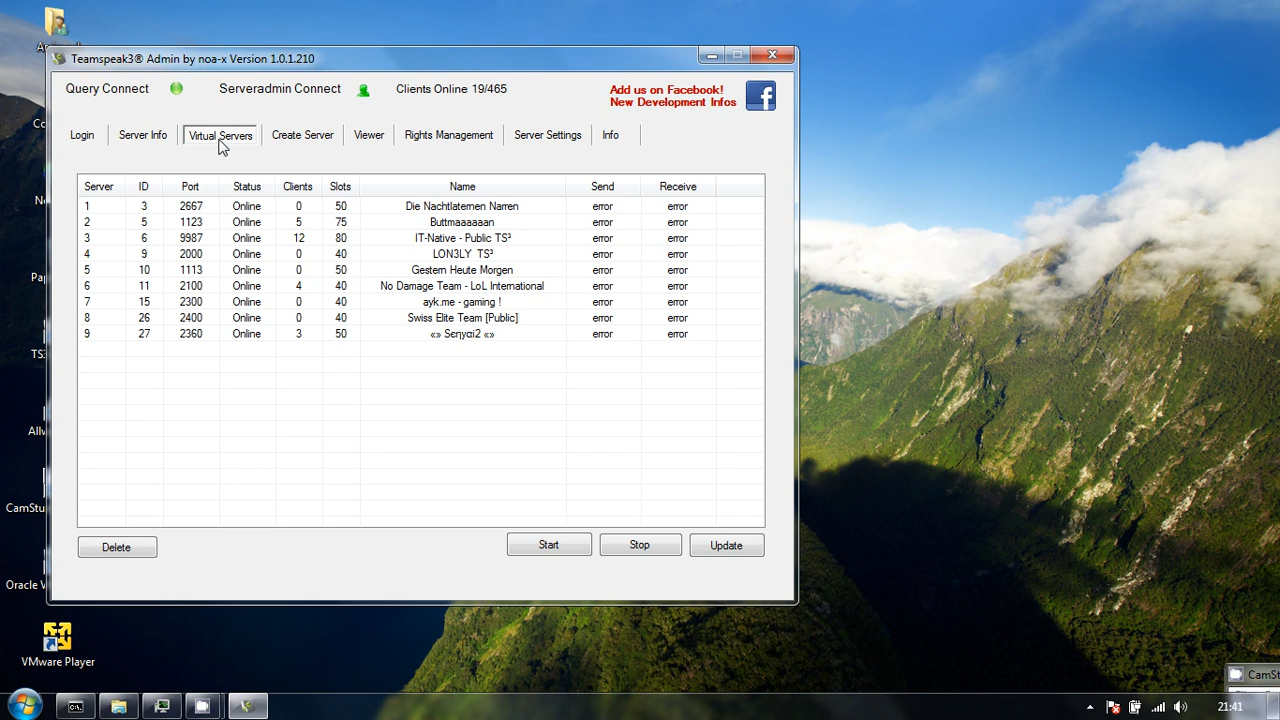 Teamspeak3® Admin by noa-x Version 1.0.1.210
Query Connect Serveradmin Connect Clients Online 19/465
Add us on Facebook!
New Development Infos
Login Server Info Virtual Servers Create Server Viewer Rights Management Server Settings Info
Server ID Port Status Clients Slots Name Send Receive
1 3 2667 Online 0 50 Die Nachtlaternen Narren error error
2 5 1123 Online 5 75 Buttmaaaaaan error error
3 6 9987 Online 12 80 IT-Native - Public TS³ error error
4 9 2000 Online 0 40 LON3LY TS³ error error
5 10 1113 Online 0 50 Gestern Heute Morgen error error
6 11 2100 Online 4 40 No Damage Team - LoL International error error
7 15 2300 Online 0 40 ayk.me - gaming ! error error
8 26 2400 Online 0 40 Swiss Elite Team [Public] error error
9 27 2360 Online 3 50 «» Seηyαi2 «» error error
Delete Start Stop Update
VMware Player
CamSt
21:41